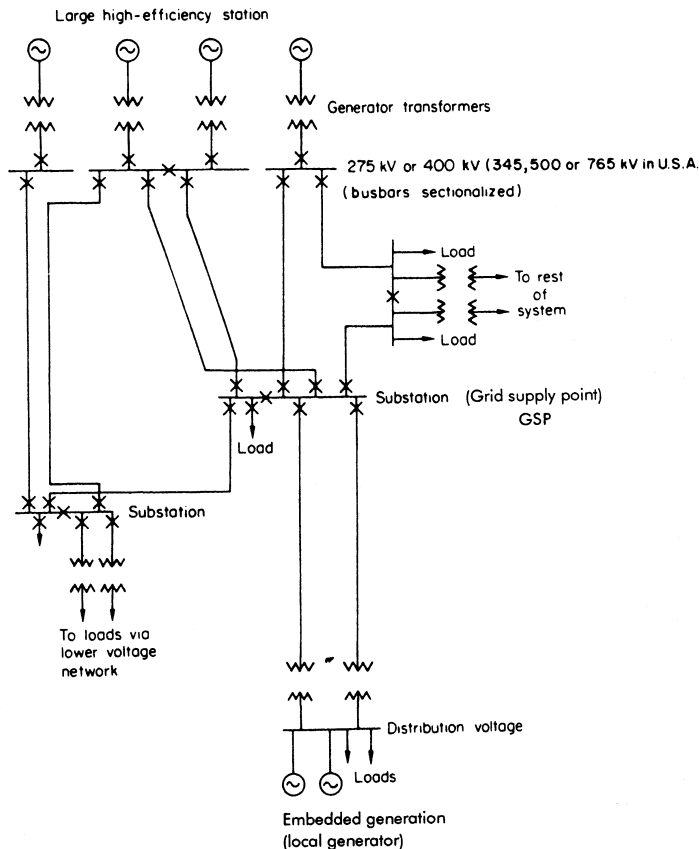 Large high-efficiency station
Generator transformers
275 kV or 400 kV (345,500 or 765 kV in U.S.A.
(busbars sectionalized)
Load
To rest
of
system
Load
Substation (Grid supply point)
GSP
Load
Substation
To loads via
lower voltage
network
Distribution voltage
Loads
Embedded generation
(local generator)